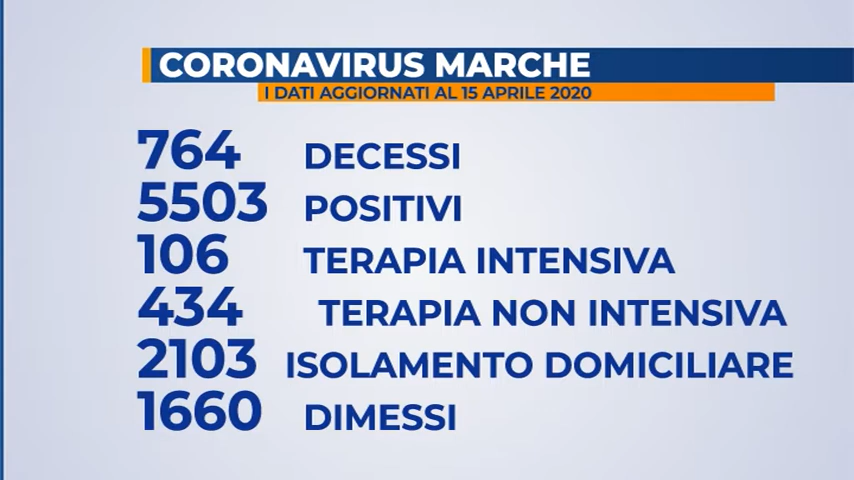 CORONAVIRUS MARCHE
I DATI AGGIORNATI AL 15 APRILE 2020
764 DECESSI
5503 POSITIVI
106 TERAPIA INTENSIVA
434 TERAPIA NON INTENSIVA
2103 ISOLAMENTO DOMICILIARE
1660 DIMESSI